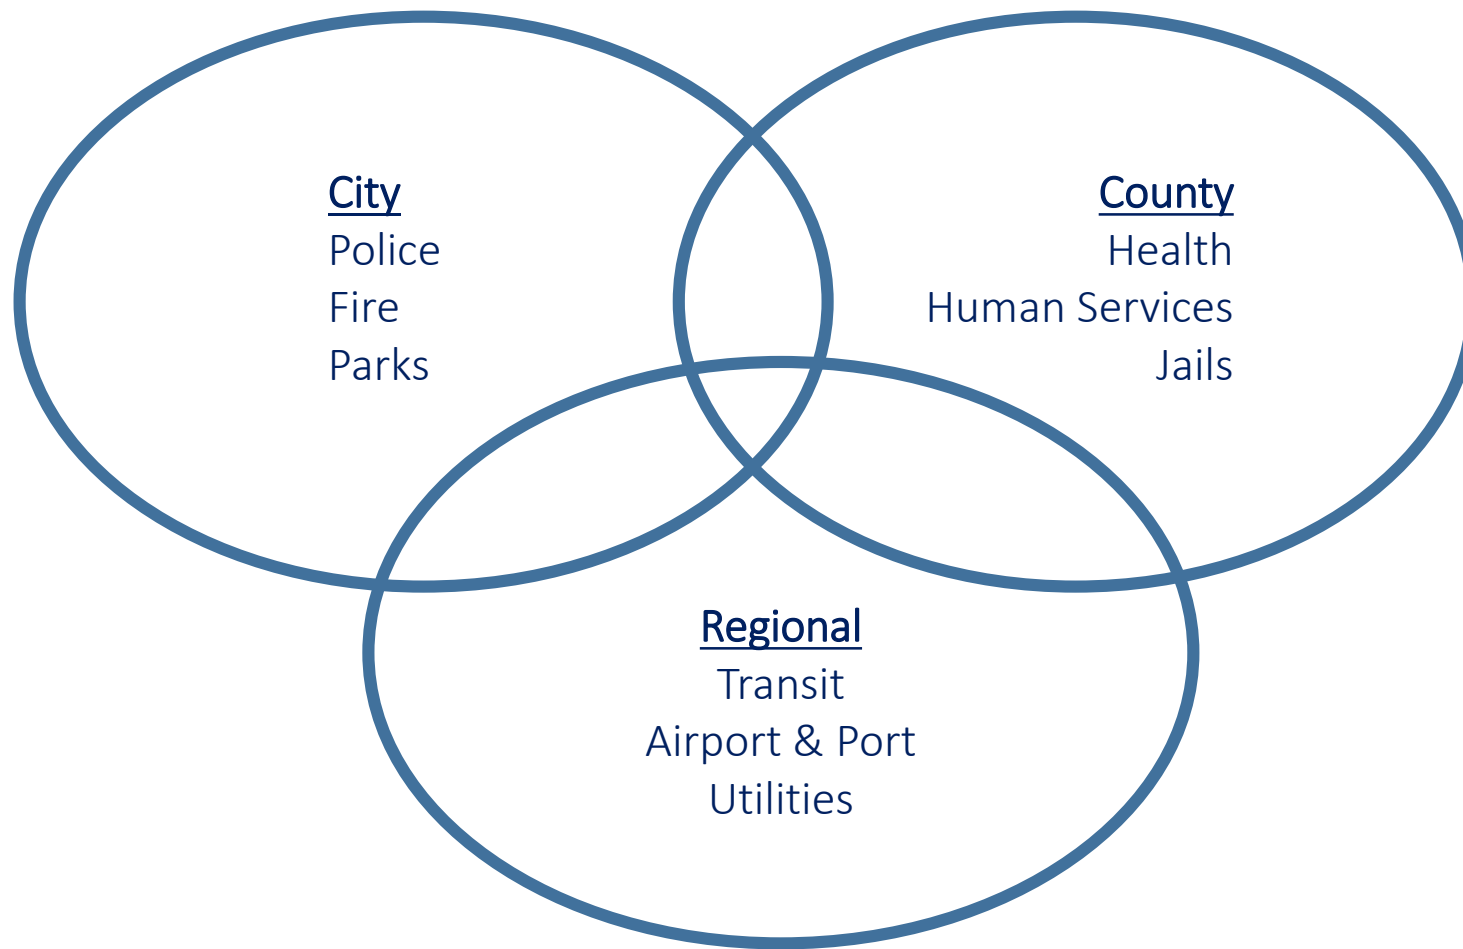 City
Police
Fire
Parks
County
Health
Human Services
Jails
Regional
Transit
Airport & Port
Utilities